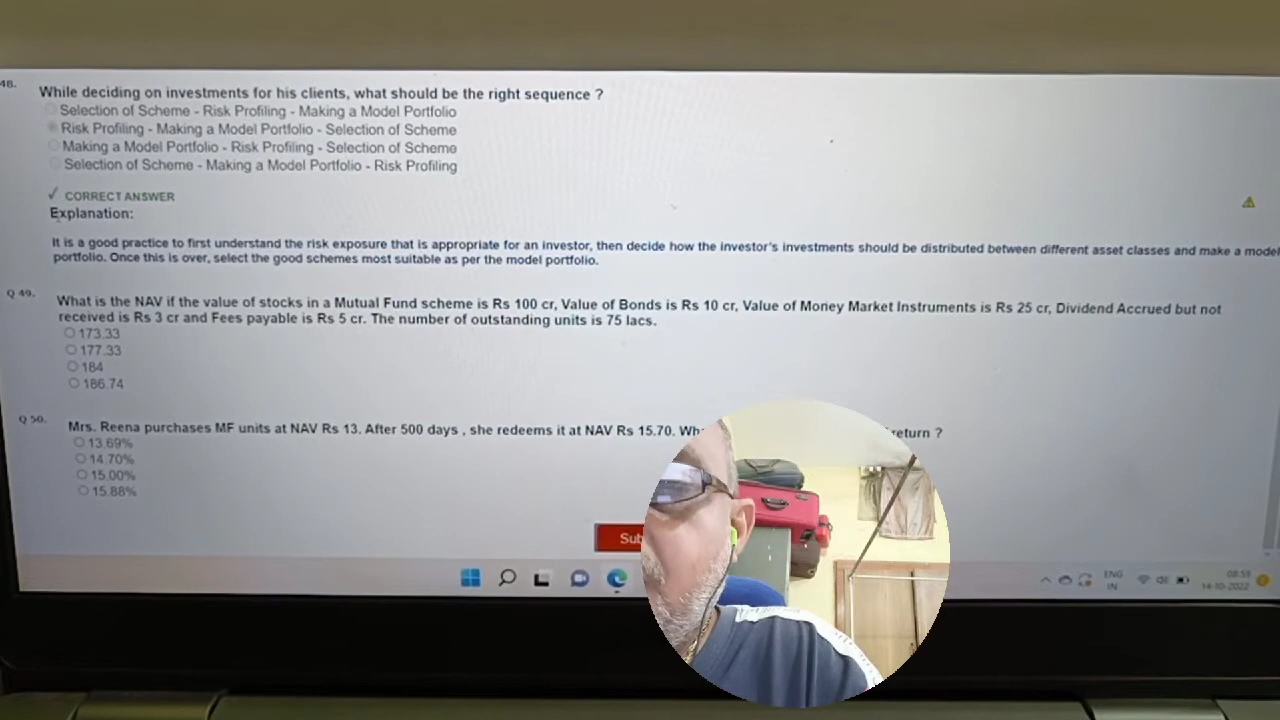 48.
While deciding on investments for his clients, what should be the right sequence ?
Selection of Scheme - Risk Profiling - Making a Model Portfolio
Risk Profiling - Making a Model Portfolio - Selection of Scheme
Making a Model Portfolio - Risk Profiling - Selection of Scheme
Selection of Scheme - Making a Model Portfolio - Risk Profiling
✓ CORRECT ANSWER
Explanation:
It is a good practice to first understand the risk exposure that is appropriate for an investor, then decide how the investor's investments should be distributed between different asset classes and make a model
portfolio. Once this is over, select the good schemes most suitable as per the model portfolio.
Q 49.
What is the NAV if the value of stocks in a Mutual Fund scheme is Rs 100 cr, Value of Bonds is Rs 10 cr, Value of Money Market Instruments is Rs 25 cr, Dividend Accrued but not
received is Rs 3 cr and Fees payable is Rs 5 cr. The number of outstanding units is 75 lacs.
173.33
177.33
184
186.74
Q 50.
Mrs. Reena purchases MF units at NAV Rs 13. After 500 days , she redeems it at NAV Rs 15.70. return ?
13.69%
14.70%
15.00%
15.88%
ENG
IN
08:59
14-10-2022